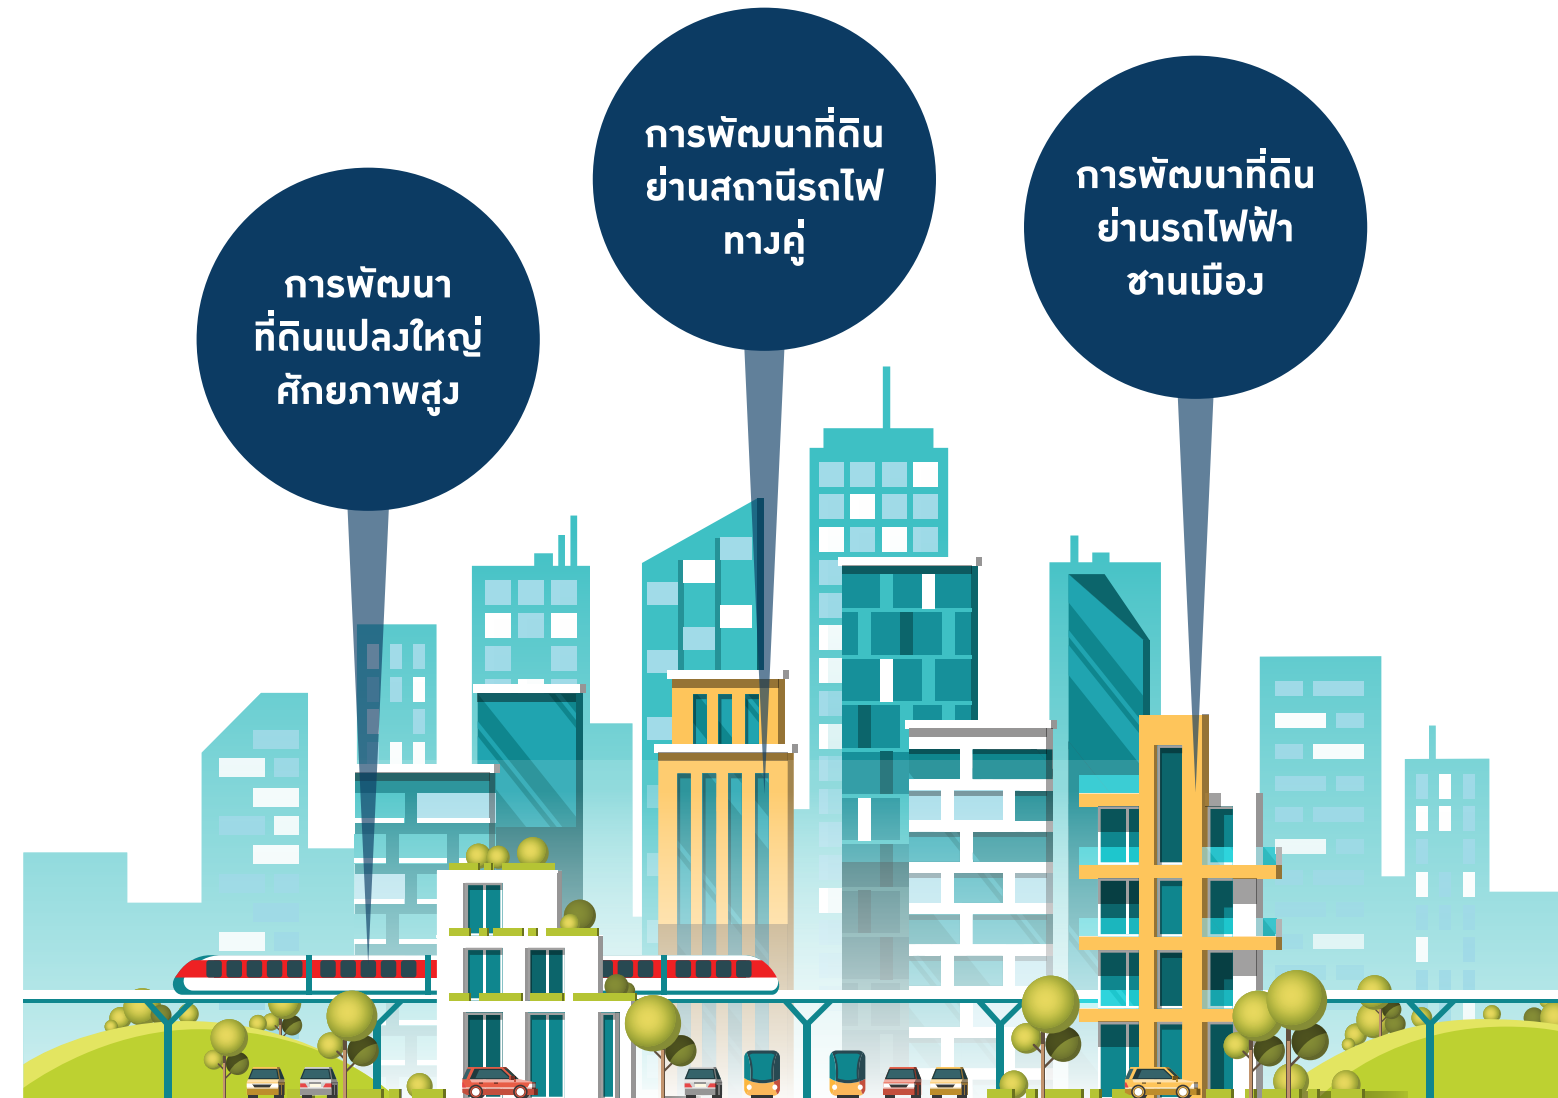 การพัฒนา
ที่ดินแปลงใหญ่
ศักยภาพสูง
การพัฒนาที่ดิน
ย่านสถานีรถไฟ
ทางคู่
การพัฒนาที่ดิน
ย่านรถไฟฟ้า
ชานเมือง